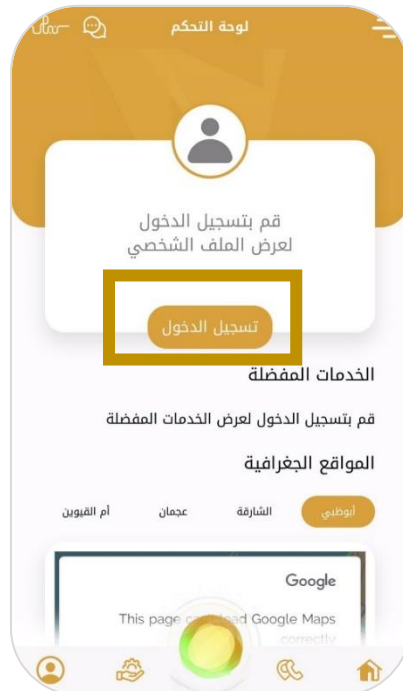 لوحة التحكم
قم بتسجيل الدخول
لعرض الملف الشخصي
تسجيل الدخول
الخدمات المفضلة
قم بتسجيل الدخول لعرض الخدمات المفضلة
المواقع الجغرافية
أبوظبي الشارقة عجمان أم القيوين
Google
This page load Google Maps
correctly